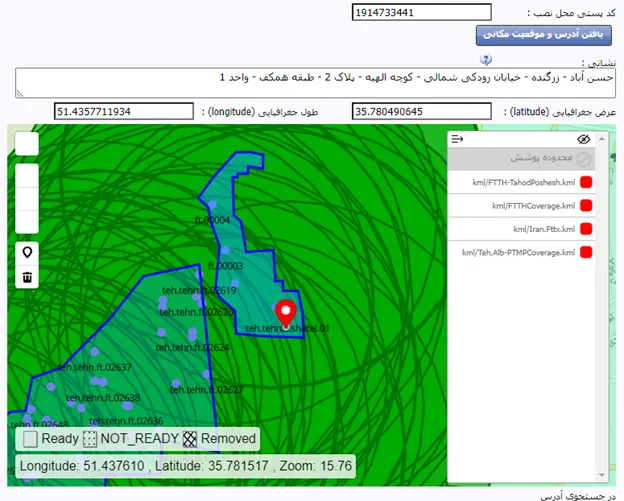 کد پستی محل نصب : 1914733441
یافتن آدرس و موقعیت مکانی
نشانی :
حسن آباد - زرگنده - خیابان رودکی شمالی - کوچه الهیه - پلاک 2 - طبقه همکف - واحد 1
عرض جغرافیایی (latitude) : 35.780490645 طول جغرافیایی (longitude) : 51.4357711934
محدوده پوشش
kml/FTTH-TahodPoshesh.kml
kml/FTTHCoverage.kml
kml/Iran.Fttx.kml
kml/Teh,Alb-PTMPCoverage.kml
ft.00004
ft.00003
teh.tehn.ft.02619
teh.tehn.ft.02620
teh.tehn.ft.02624
teh.tehn.ft.02637
teh.tehn.ft.02627
teh.tehn.ft.02638
teh.tehn.ft.02636
Ready NOT_READY Removed
Longitude: 51.437610 , Latitude: 35.781517 , Zoom: 15.76
در جستجوی آدرس